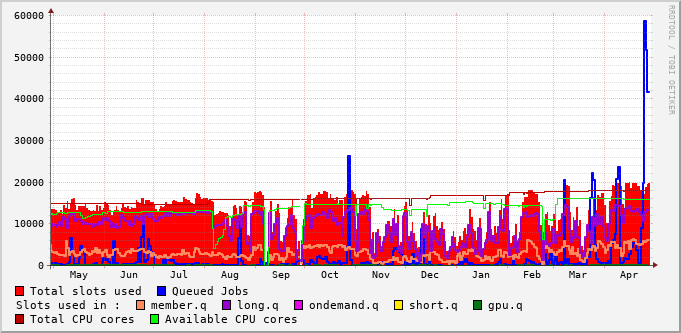 60000
50000
40000
30000
20000
10000
0
May Jun Jul Aug Sep Oct Nov Dec Jan Feb Mar Apr
RRDTOOL / TOBI OETIKER
Total slots used Queued Jobs
Slots used in : member.q long.q ondemand.q short.q gpu.q
Total CPU cores Available CPU cores